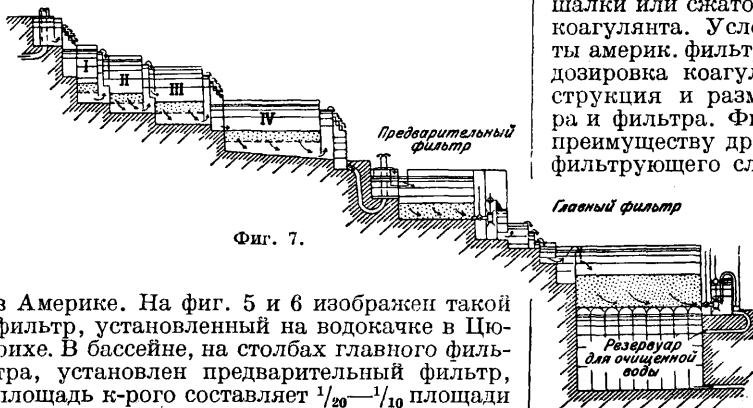 шалки или сжато
коагулянта. Усло
ты америк. фильт
дозировка коагул
струкция и разм
ра и фильтра. Фи
преимуществу др
фильтрующего сл
I
II
III
IV
Предварительный
фильтр
Главный фильтр
Фиг. 7.
Резервуар
для очищенной
воды
в Америке. На фиг. 5 и 6 изображен такой
фильтр, установленный на водокачке в Цю-
рихе. В бассейне, на столбах главного филь-
тра, установлен предварительный фильтр,
площадь к-рого составляет 1/20—1/10 площади